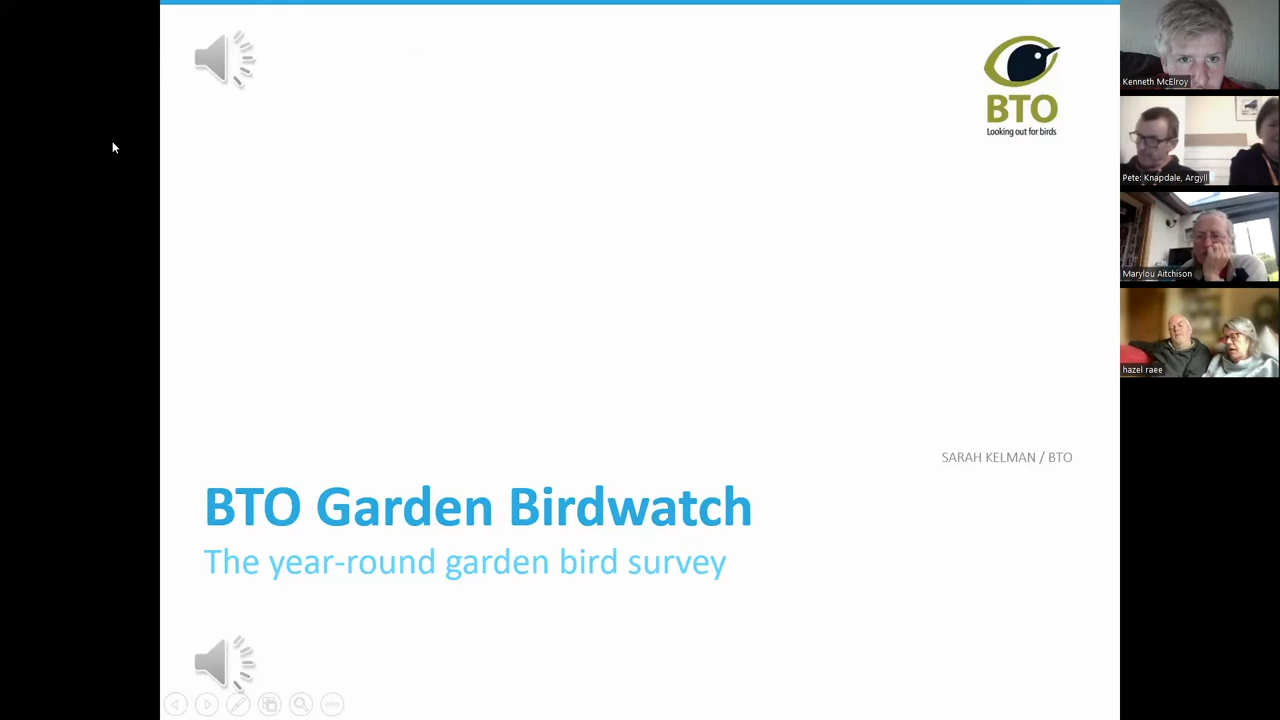 BTO
Looking out for birds
SARAH KELMAN / BTO
BTO Garden Birdwatch
The year-round garden bird survey
Kenneth McElroy
Pete: Knapdale, Argyll
Marylou Aitchison
hazel raee